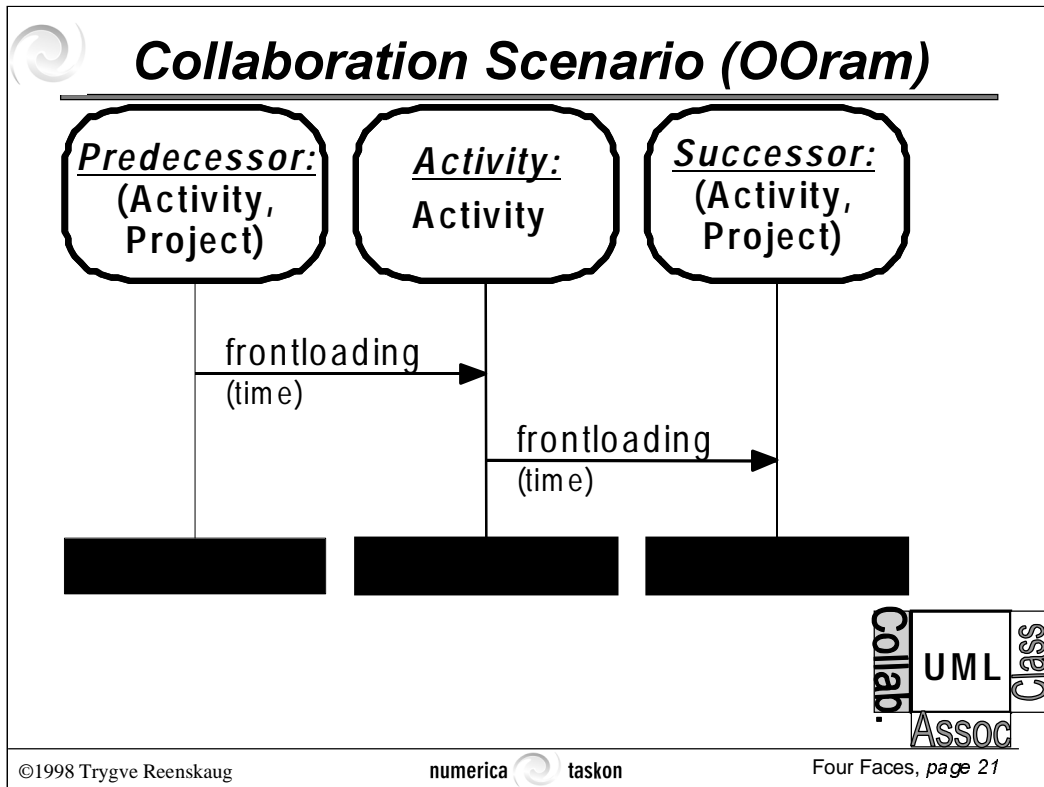 Collaboration Scenario (OOram)
Predecessor:
(Activity,
Project)
Activity:
Activity
Successor:
(Activity,
Project)
frontloading
(time)
frontloading
(time)
Collab.
UML
Class
Assoc
©1998 Trygve Reenskaug
numerica taskon
Four Faces, page 21